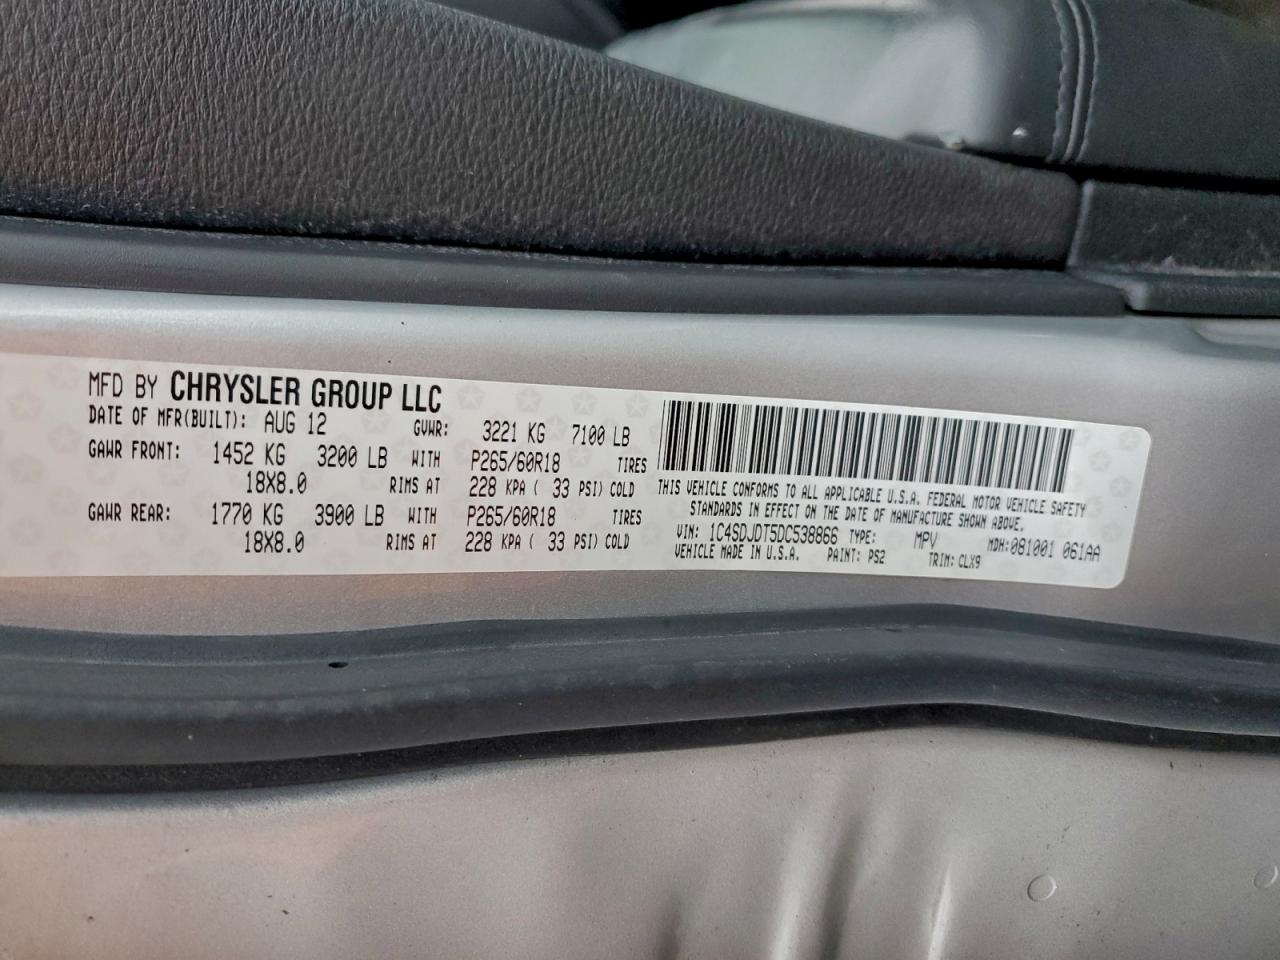 MFD BY CHRYSLER GROUP LLC
DATE OF MFR(BUILT): AUG 12 GVWR: 3221 KG 7100 LB
GAWR FRONT: 1452 KG 3200 LB WITH P265/60R18 TIRES
18X8.0 RIMS AT 228 KPA ( 33 PSI) COLD
GAWR REAR: 1770 KG 3900 LB WITH P265/60R18 TIRES
18X8.0 RIMS AT 228 KPA ( 33 PSI) COLD
THIS VEHICLE CONFORMS TO ALL APPLICABLE U.S.A. FEDERAL MOTOR VEHICLE SAFETY
STANDARDS IN EFFECT ON THE DATE OF MANUFACTURE SHOWN ABOVE.
VIN: 1C4SDJDT5DC538866 TYPE: MPV MDH:081001 061AA
VEHICLE MADE IN U.S.A. PAINT: PS2 TRIM: CLX9